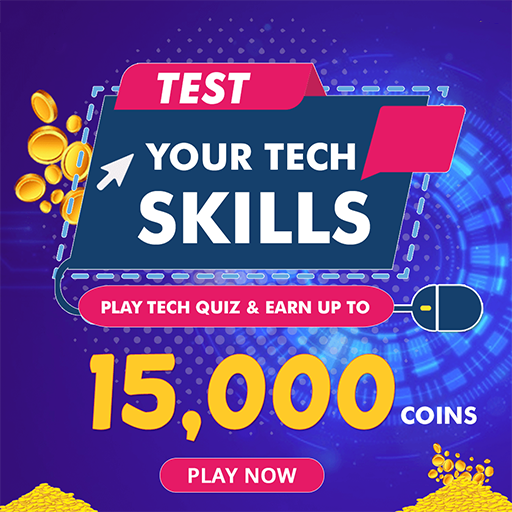 TEST
YOUR TECH
SKILLS
PLAY TECH QUIZ & EARN UP TO
15,000 COINS
PLAY NOW